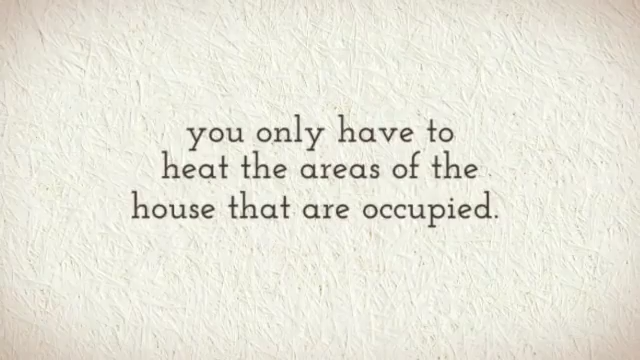 you only have to
heat the areas of the
house that are occupied.